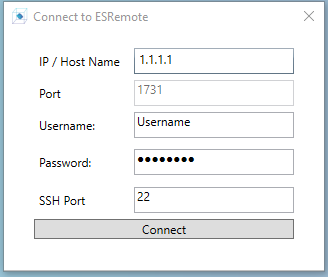 Connect to ESRemote
IP / Host Name 1.1.1.1
Port 1731
Username: Username
Password: ●●●●●●●●
SSH Port 22
Connect